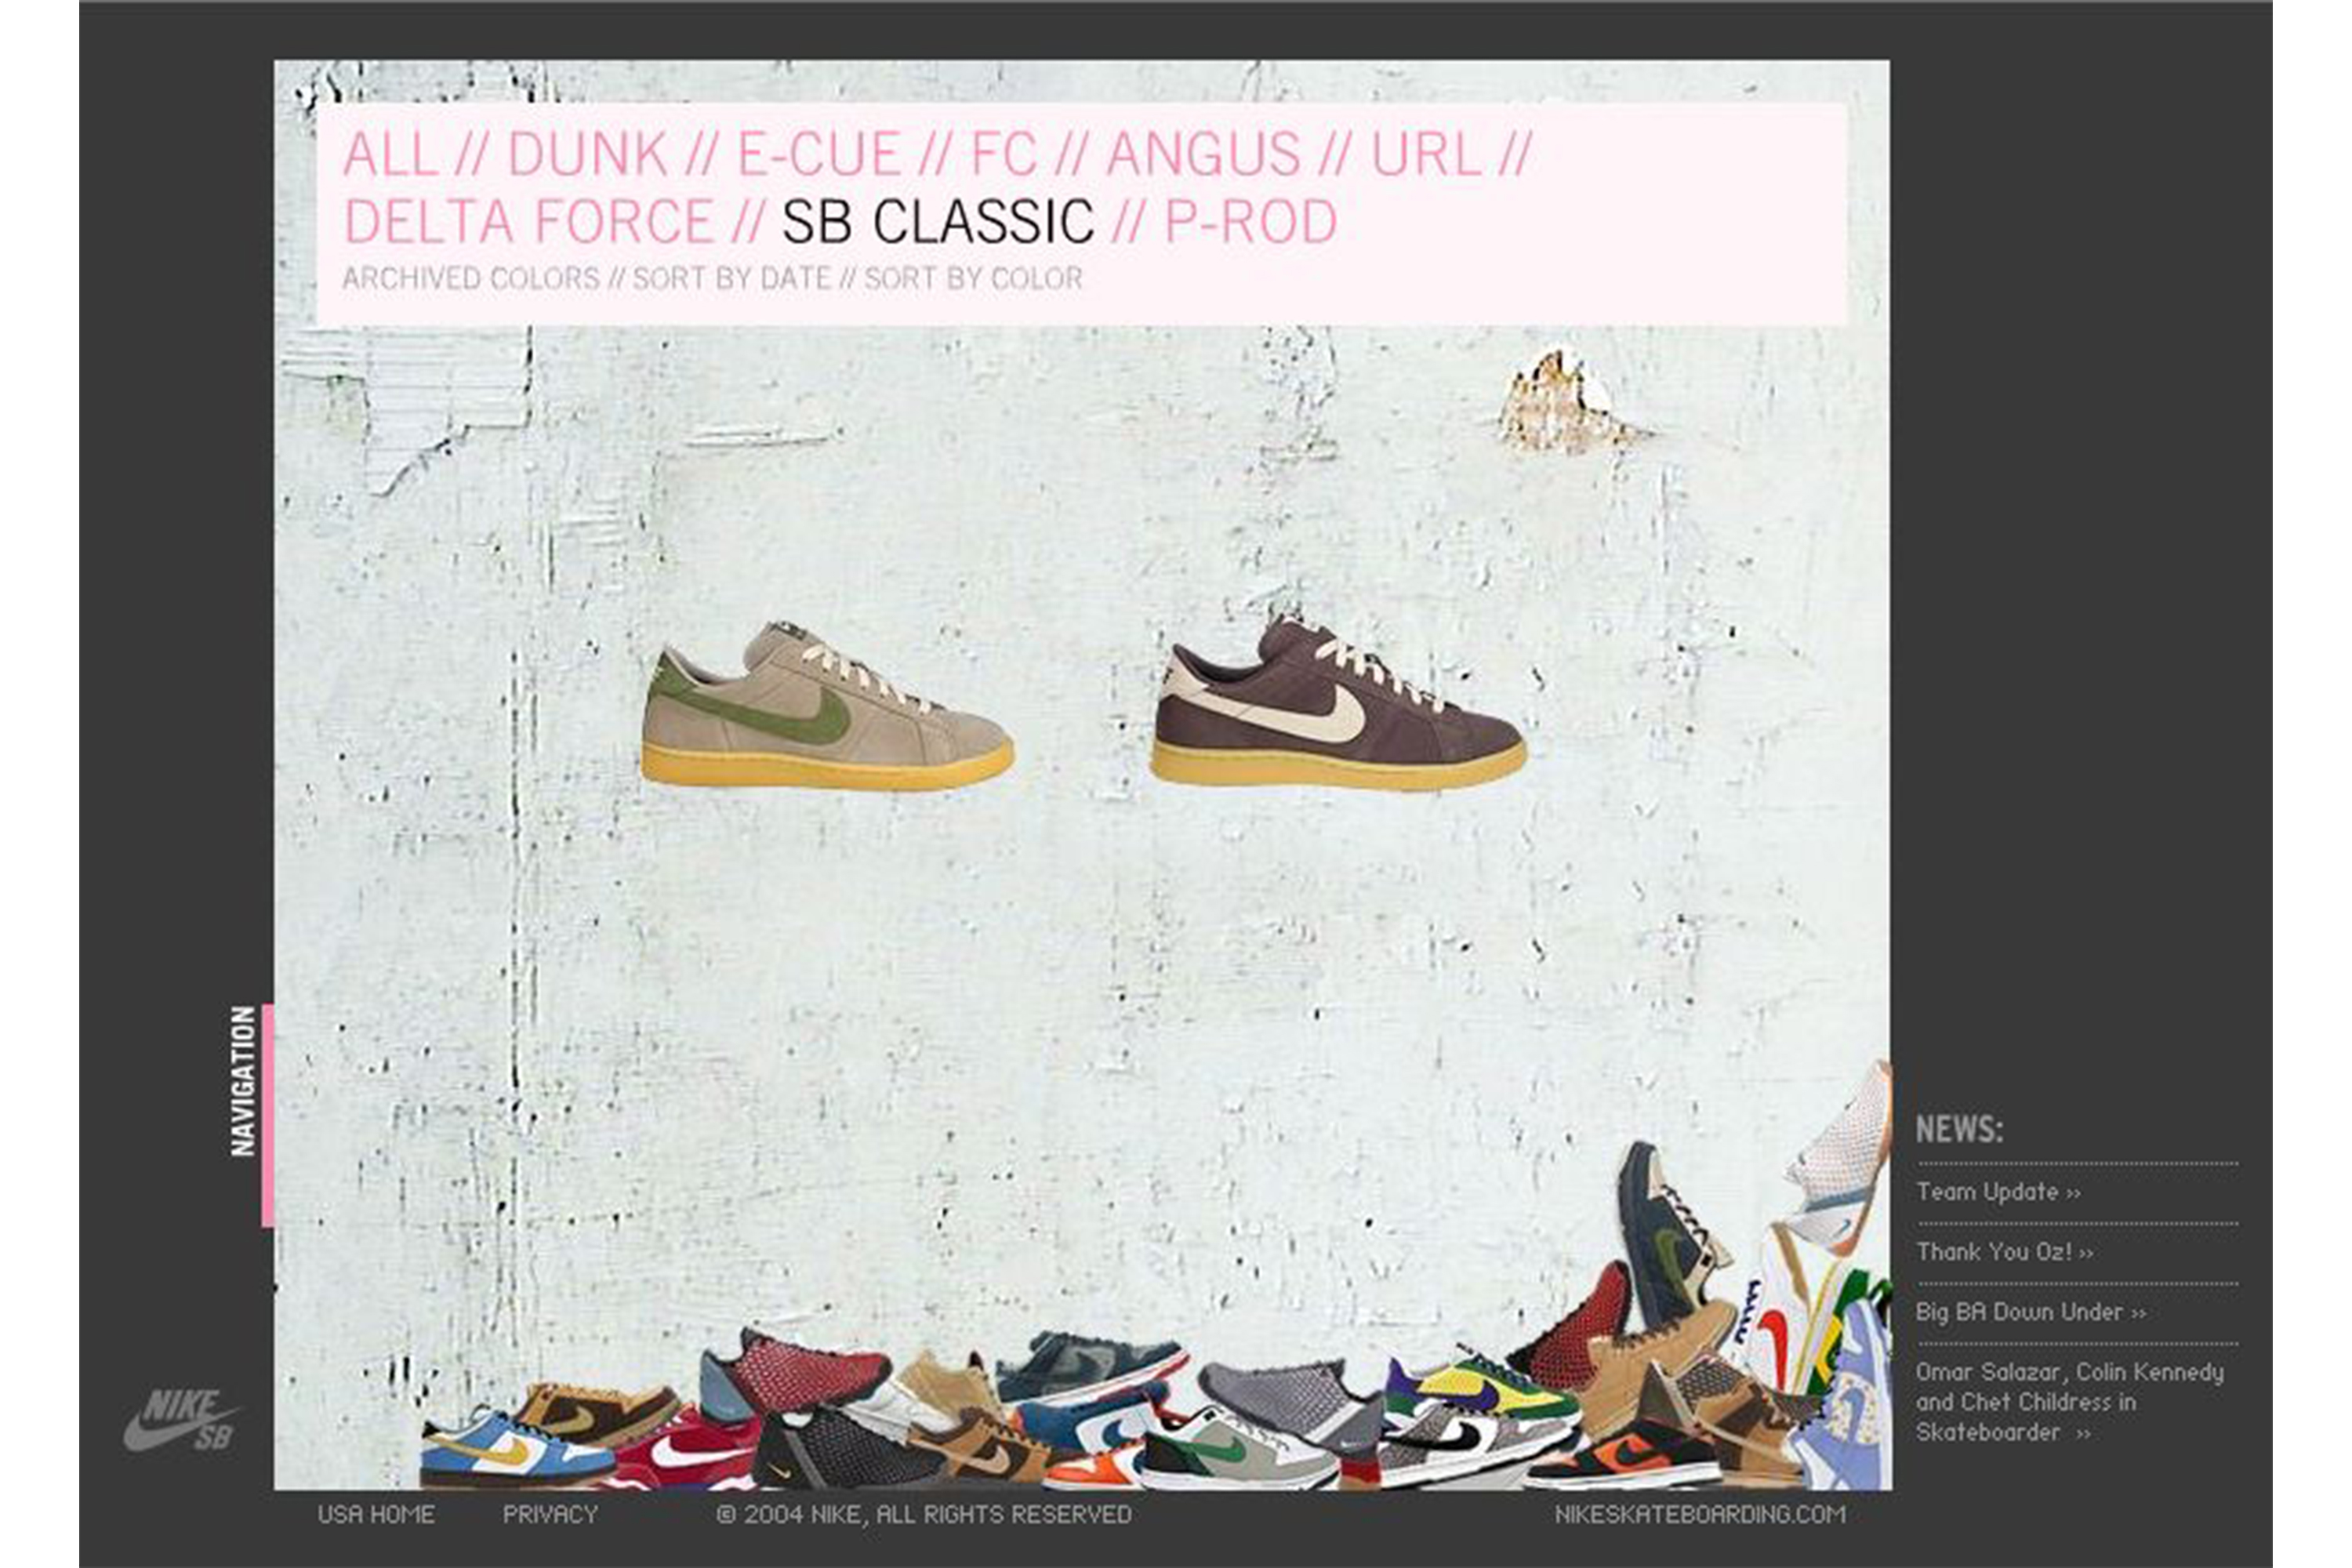 ALL // DUNK // E-CUE // FC // ANGUS // URL //
DELTA FORCE // SB CLASSIC // P-ROD
ARCHIVED COLORS // SORT BY DATE // SORT BY COLOR
NAVIGATION
NEWS:
Team Update ››
Thank You Oz! ››
Big BA Down Under ››
Omar Salazar, Colin Kennedy
and Chet Childress in
Skateboarder ››
NIKE
SB
USA HOME
PRIVACY
© 2004 NIKE, ALL RIGHTS RESERVED
NIKESKATEBOARDING.COM